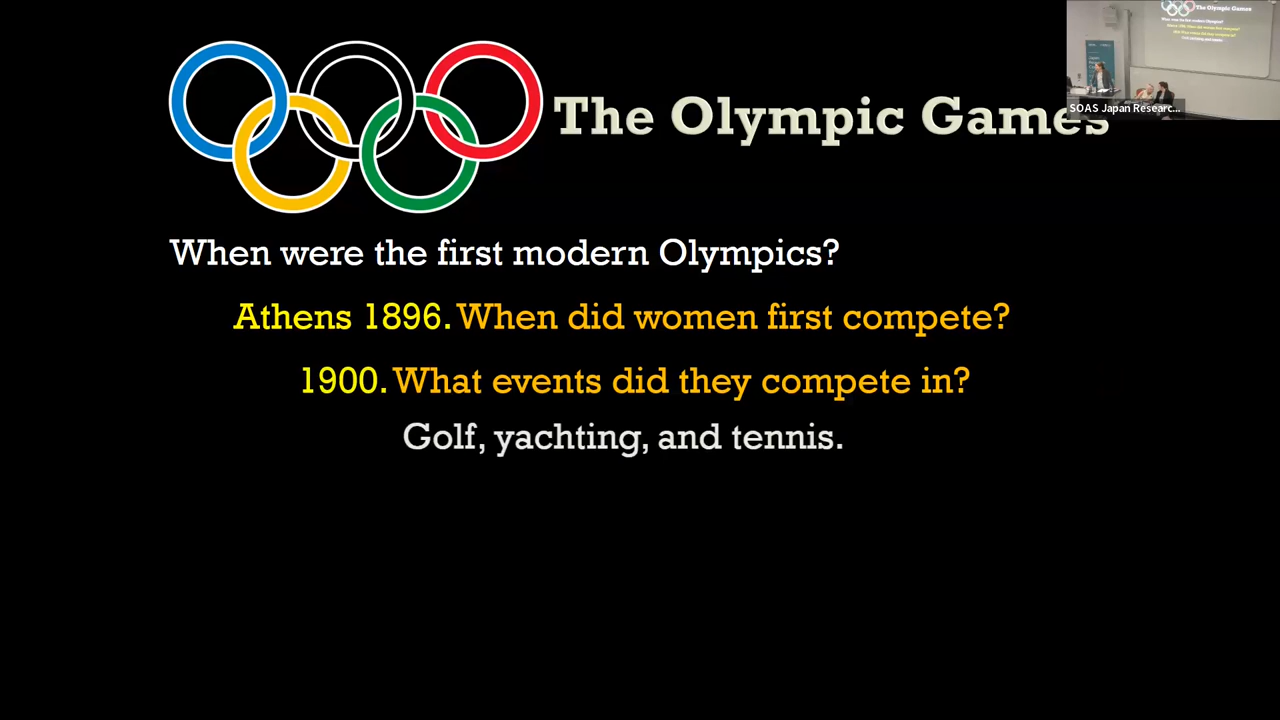 The Olympic Games
SOAS Japan Researc...
When were the first modern Olympics?
Athens 1896. When did women first compete?
1900. What events did they compete in?
Golf, yachting, and tennis.